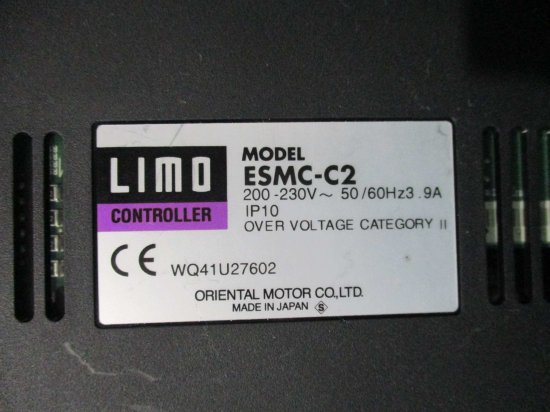 LIMO
CONTROLLER
MODEL
ESMC-C2
200-230V~ 50/60Hz3.9A
IP10
OVER VOLTAGE CATEGORY II
CE WQ41U27602
ORIENTAL MOTOR CO.,LTD.
MADE IN JAPAN S